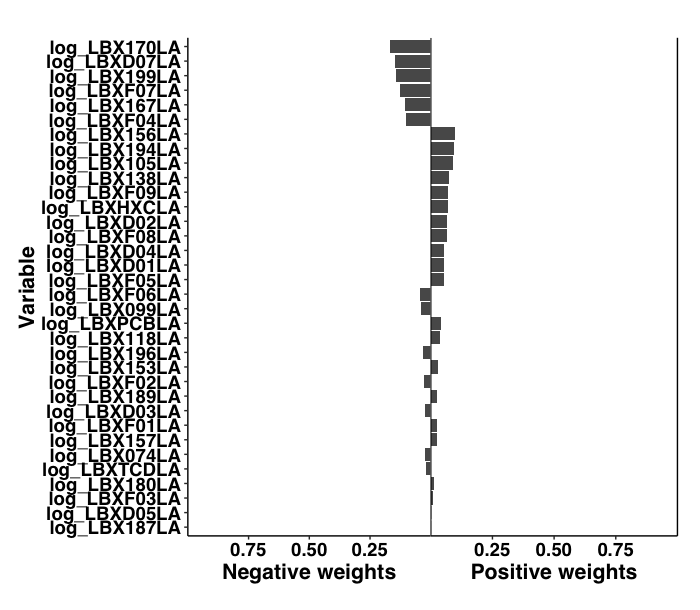 Variable
log_LBX170LA
log_LBXD07LA
log_LBX199LA
log_LBXF07LA
log_LBX167LA
log_LBXF04LA
log_LBX156LA
log_LBX194LA
log_LBX105LA
log_LBX138LA
log_LBXF09LA
log_LBXHXCLA
log_LBXD02LA
log_LBXF08LA
log_LBXD04LA
log_LBXD01LA
log_LBXF05LA
log_LBXF06LA
log_LBX099LA
log_LBXPCBLA
log_LBX118LA
log_LBX196LA
log_LBX153LA
log_LBXF02LA
log_LBX189LA
log_LBXD03LA
log_LBXF01LA
log_LBX157LA
log_LBX074LA
log_LBXTCDLA
log_LBX180LA
log_LBXF03LA
log_LBXD05LA
log_LBX187LA
0.75 0.50 0.25 0.25 0.50 0.75
Negative weights Positive weights